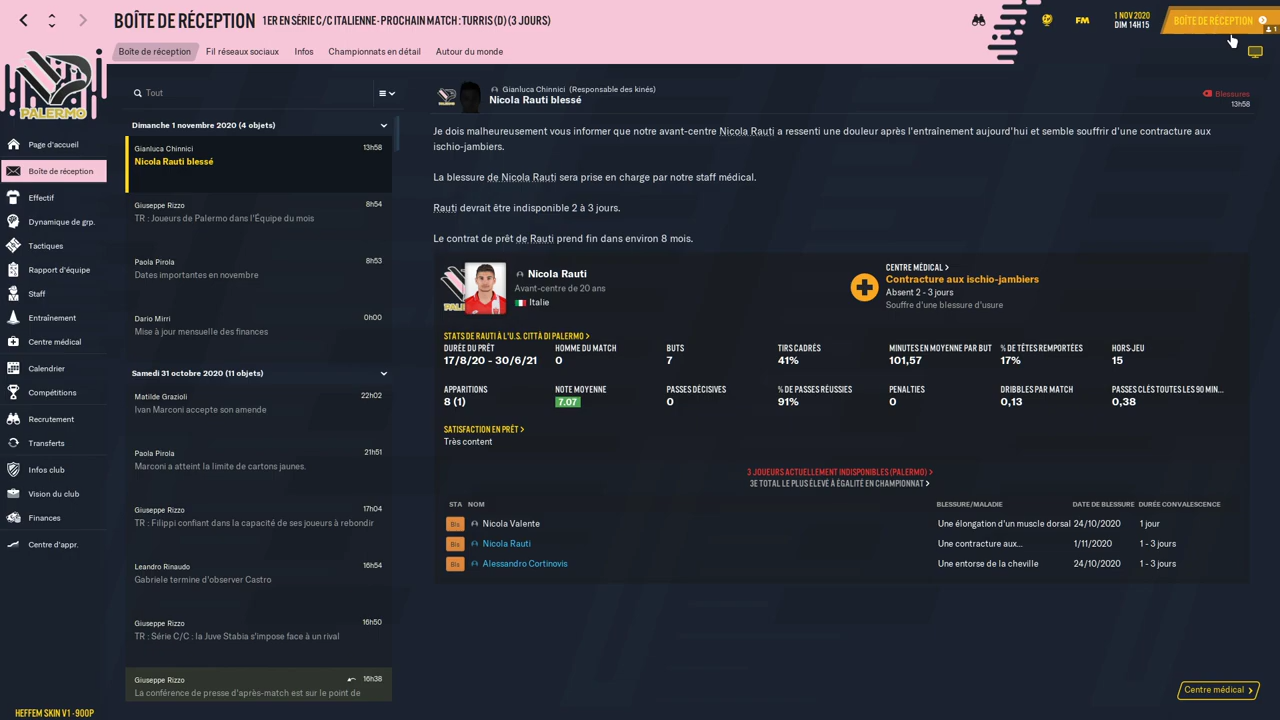 BOÎTE DE RÉCEPTION 1ER EN SÉRIE C/C ITALIENNE - PROCHAIN MATCH : TURRIS (D) (3 JOURS)
FM
1 NOV 2020
DIM 14H15
BOÎTE DE RÉCEPTION
1
Boîte de réception Fil réseaux sociaux Infos Championnats en détail Autour du monde
PALERMO
Page d'accueil
Boîte de réception
Effectif
Dynamique de grp.
Tactiques
Rapport d'équipe
Staff
Entraînement
Centre médical
Calendrier
Compétitions
Recrutement
Transferts
Infos club
Vision du club
Finances
Centre d'appr.
HEFFEM SKIN V1 - 900P
Tout
Dimanche 1 novembre 2020 (4 objets)
Gianluca Chinnici 13h58
Nicola Rauti blessé
Giuseppe Rizzo 8h54
TR : Joueurs de Palermo dans l'Équipe du mois
Paola Pirola 8h53
Dates importantes en novembre
Dario Mirri 0h00
Mise à jour mensuelle des finances
Samedi 31 octobre 2020 (11 objets)
Matilde Grazioli 22h02
Ivan Marconi accepte son amende
Paola Pirola 21h51
Marconi a atteint la limite de cartons jaunes.
Giuseppe Rizzo 17h04
TR : Filippi confiant dans la capacité de ses joueurs à rebondir
Leandro Rinaudo 16h54
Gabriele termine d'observer Castro
Giuseppe Rizzo 16h50
TR : Série C/C : la Juve Stabia s'impose face à un rival
Giuseppe Rizzo 16h38
La conférence de presse d'après-match est sur le point de
Gianluca Chinnici (Responsable des kinés)
Nicola Rauti blessé
Blessures
13h58
Je dois malheureusement vous informer que notre avant-centre Nicola Rauti a ressenti une douleur après l'entraînement aujourd'hui et semble souffrir d'une contracture aux
ischio-jambiers.
La blessure de Nicola Rauti sera prise en charge par notre staff médical.
Rauti devrait être indisponible 2 à 3 jours.
Le contrat de prêt de Rauti prend fin dans environ 8 mois.
Nicola Rauti
Avant-centre de 20 ans
Italie
CENTRE MÉDICAL
Contracture aux ischio-jambiers
Absent 2 - 3 jours
Souffre d'une blessure d'usure
STATS DE RAUTI À L'U.S. CITTÀ DI PALERMO
DURÉE DU PRÊT HOMME DU MATCH BUTS TIRS CADRÉS MINUTES EN MOYENNE PAR BUT % DE TÊTES REMPORTÉES HORS-JEU
17/8/20 - 30/6/21 0 7 41% 101,57 17% 15
APPARITIONS NOTE MOYENNE PASSES DÉCISIVES % DE PASSES RÉUSSIES PENALTIES DRIBBLES PAR MATCH PASSES CLÉS TOUTES LES 90 MIN...
8 (1) 7.07 0 91% 0 0,13 0,38
SATISFACTION EN PRÊT
Très content
3 JOUEURS ACTUELLEMENT INDISPONIBLES (PALERMO)
3E TOTAL LE PLUS ÉLEVÉ À ÉGALITÉ EN CHAMPIONNAT
STA NOM BLESSURE/MALADIE DATE DE BLESSURE DURÉE CONVALESCENCE
Bls Nicola Valente Une élongation d'un muscle dorsal 24/10/2020 1 jour
Bls Nicola Rauti Une contracture aux... 1/11/2020 1 - 3 jours
Bls Alessandro Cortinovis Une entorse de la cheville 24/10/2020 1 - 3 jours
Centre médical